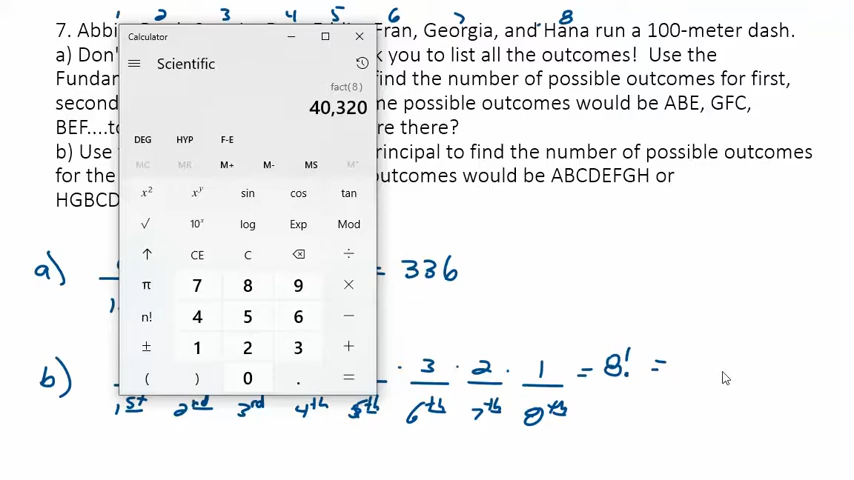 1 2 3 4 5 6 7 8
7. Abbi Fran, Georgia, and Hana run a 100-meter dash.
a) Don' k you to list all the outcomes! Use the
Fundar find the number of possible outcomes for first,
secon me possible outcomes would be ABE, GFC,
BEF....to re there?
b) Use rincipal to find the number of possible outcomes
for the outcomes would be ABCDEFGH or
HGBCD
Calculator
Scientific
fact(8)
40,320
DEG HYP F-E
MC MR M+ M- MS M˅
x² xʸ sin cos tan
√ 10ˣ log Exp Mod
↑ CE C ⌫ ÷
π 7 8 9 ×
n! 4 5 6 −
± 1 2 3 +
( ) 0 . =
a) = 336
b) · 3 · 2 · 1 = 8! =
1st 2nd 3rd 4th 5th 6th 7th 8th